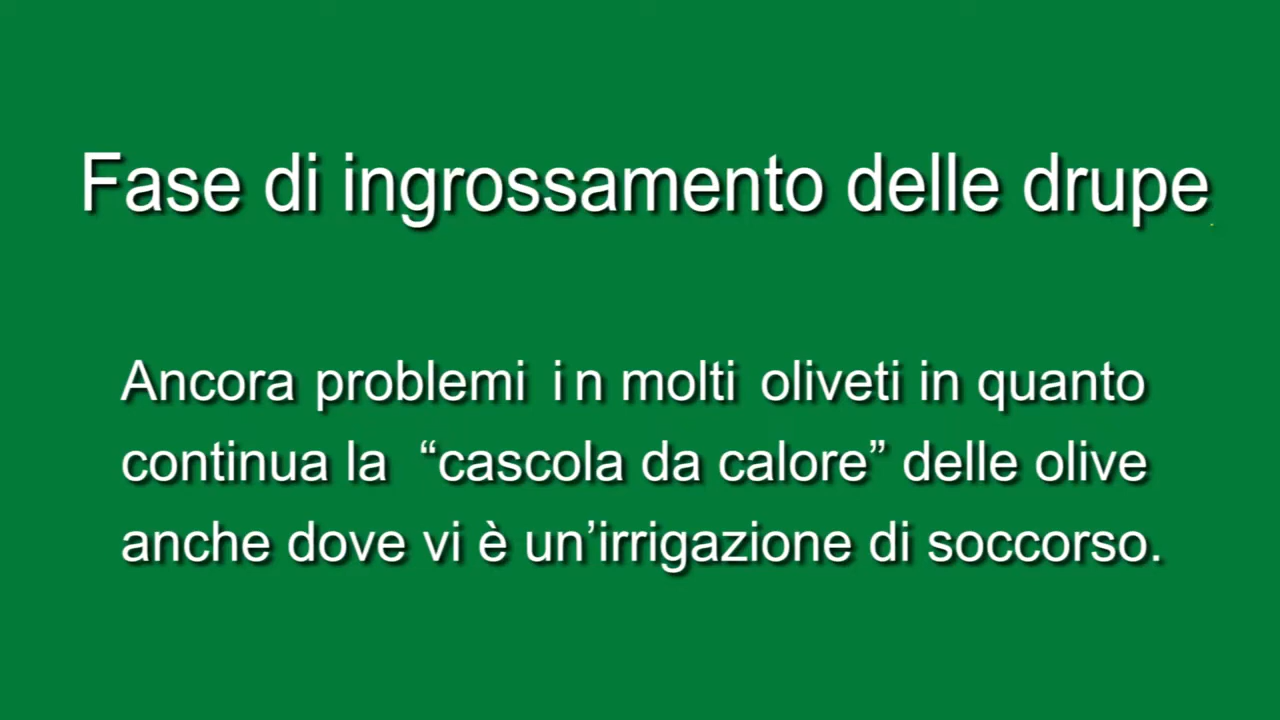 Fase di ingrossamento delle drupe
Ancora problemi in molti oliveti in quanto
continua la “cascola da calore” delle olive
anche dove vi è un’irrigazione di soccorso.